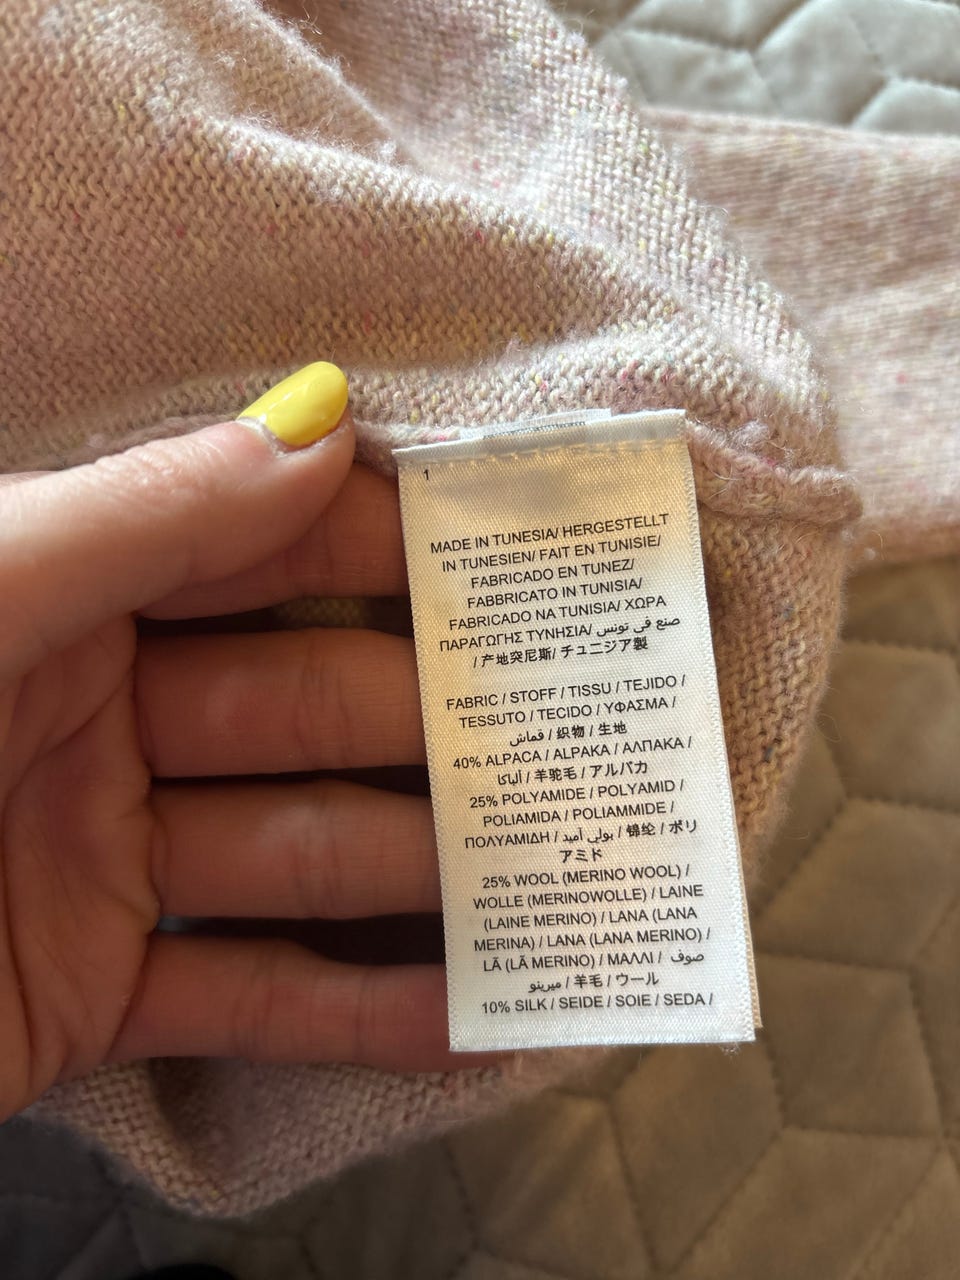 1
MADE IN TUNESIA/ HERGESTELLT
IN TUNESIEN/ FAIT EN TUNISIE/
FABRICADO EN TUNEZ/
FABBRICATO IN TUNISIA/
FABRICADO NA TUNISIA/ ΧΩΡΑ
ΠΑΡΑΓΩΓΗΣ ΤΥΝΗΣΙΑ/ صنع في تونس
/ 产地突尼斯/ チュニジア製
FABRIC / STOFF / TISSU / TEJIDO /
TESSUTO / TECIDO / ΥΦΑΣΜΑ /
قماش / 织物 / 生地
40% ALPACA / ALPAKA / ΑΛΠΑΚΑ /
ألباكا / 羊驼毛 / アルパカ
25% POLYAMIDE / POLYAMID /
POLIAMIDA / POLIAMMIDE /
ΠΟΛΥΑΜΙΔΗ / بولي أميد / 锦纶 / ポリ
アミド
25% WOOL (MERINO WOOL) /
WOLLE (MERINOWOLLE) / LAINE
(LAINE MERINO) / LANA (LANA
MERINA) / LANA (LANA MERINO) /
LÃ (LÃ MERINO) / ΜΑΛΛΙ / صوف
ميرينو / 羊毛 / ウール
10% SILK / SEIDE / SOIE / SEDA /